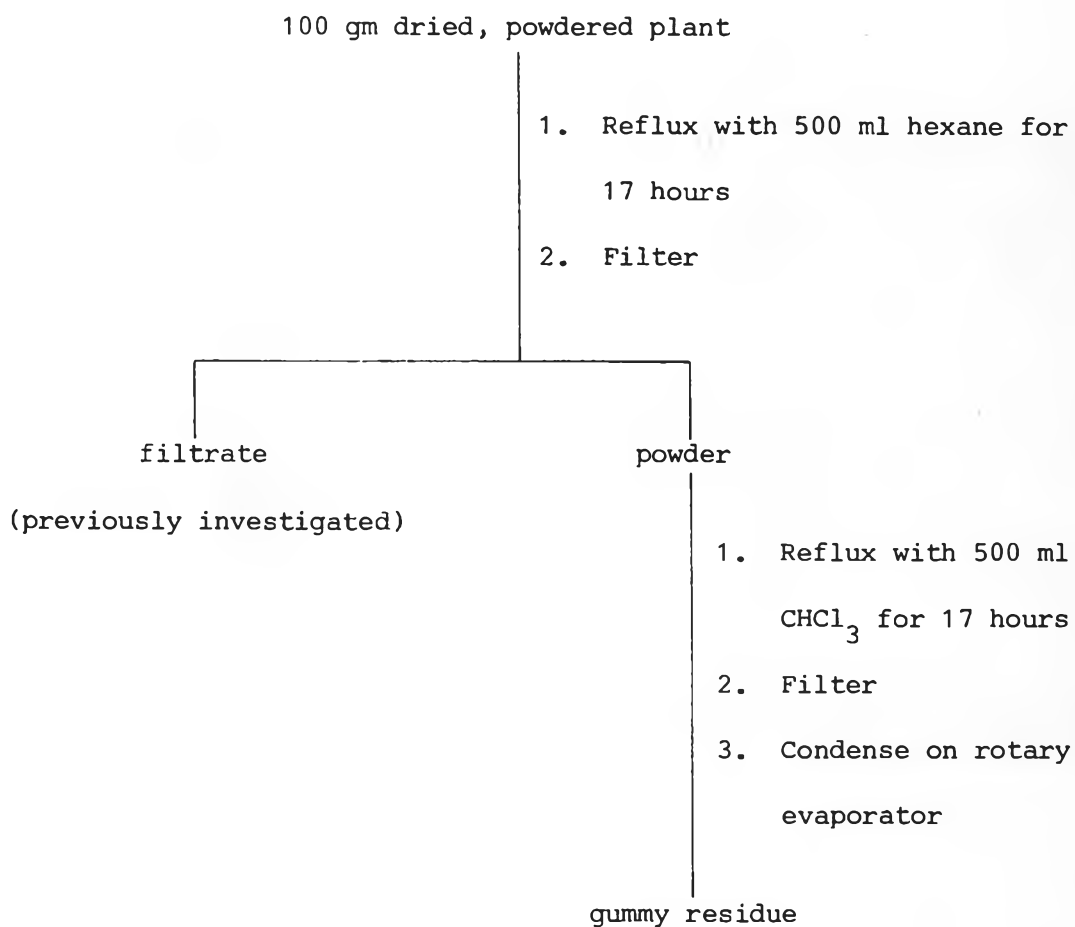 100 gm dried, powdered plant
1. Reflux with 500 ml hexane for
17 hours
2. Filter
filtrate
powder
(previously investigated)
1. Reflux with 500 ml
CHCl₃ for 17 hours
2. Filter
3. Condense on rotary
evaporator
gummy residue